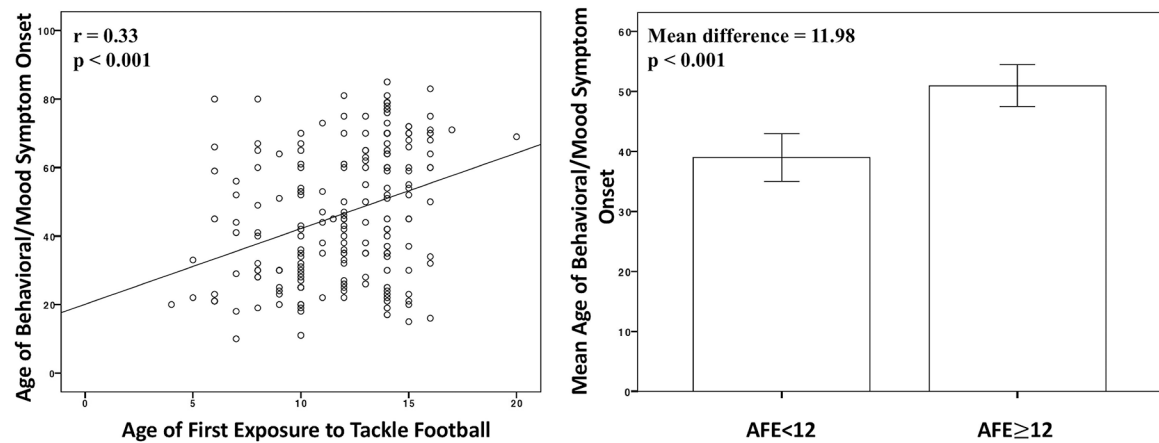 r = 0.33
p < 0.001
Age of Behavioral/Mood Symptom Onset
100
80
60
40
20
0
0 5 10 15 20
Age of First Exposure to Tackle Football
Mean difference = 11.98
p < 0.001
Mean Age of Behavioral/Mood Symptom
Onset
60
50
40
30
20
10
0
AFE<12 AFE≥12